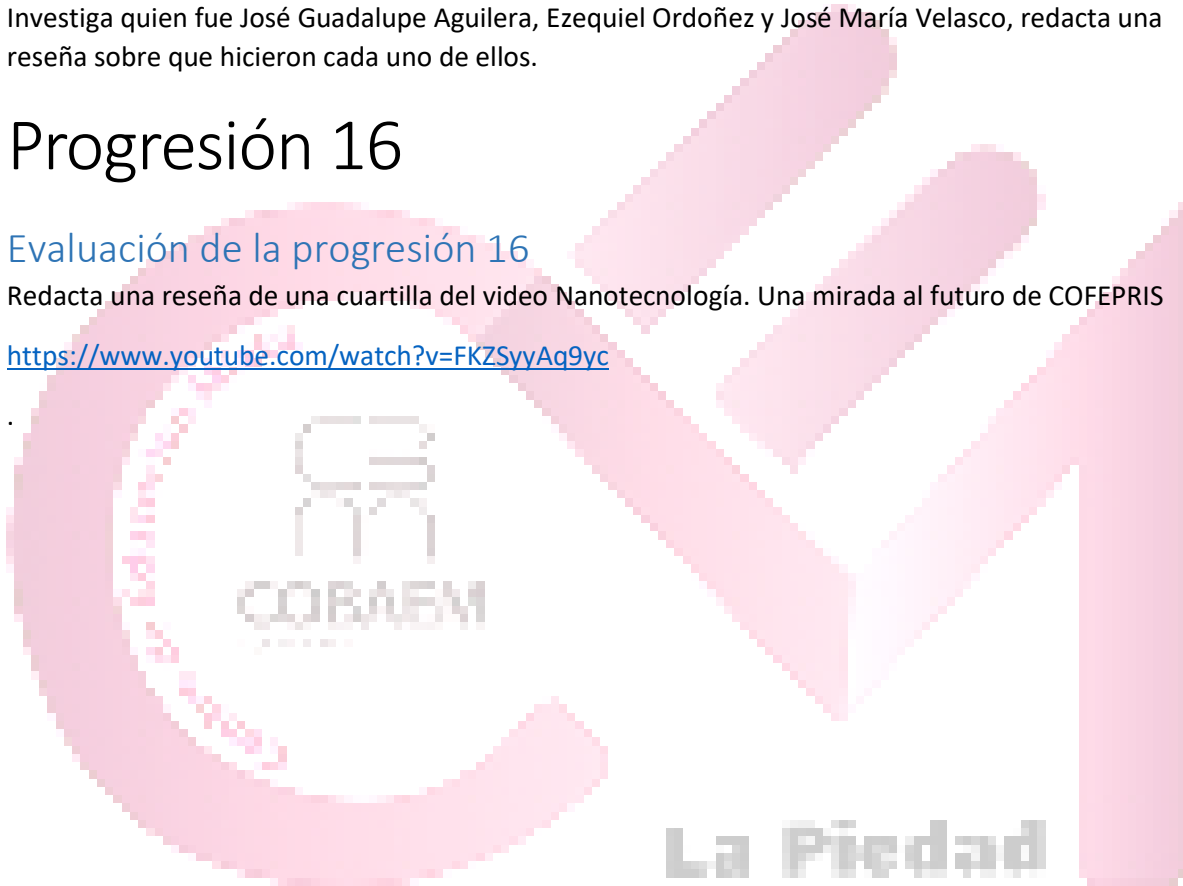 Investiga quien fue José Guadalupe Aguilera, Ezequiel Ordoñez y José María Velasco, redacta una
reseña sobre que hicieron cada uno de ellos.
Progresión 16
Evaluación de la progresión 16
Redacta una reseña de una cuartilla del video Nanotecnología. Una mirada al futuro de COFEPRIS
https://www.youtube.com/watch?v=FKZSyyAq9yc
.
COBAEM
La Piedad